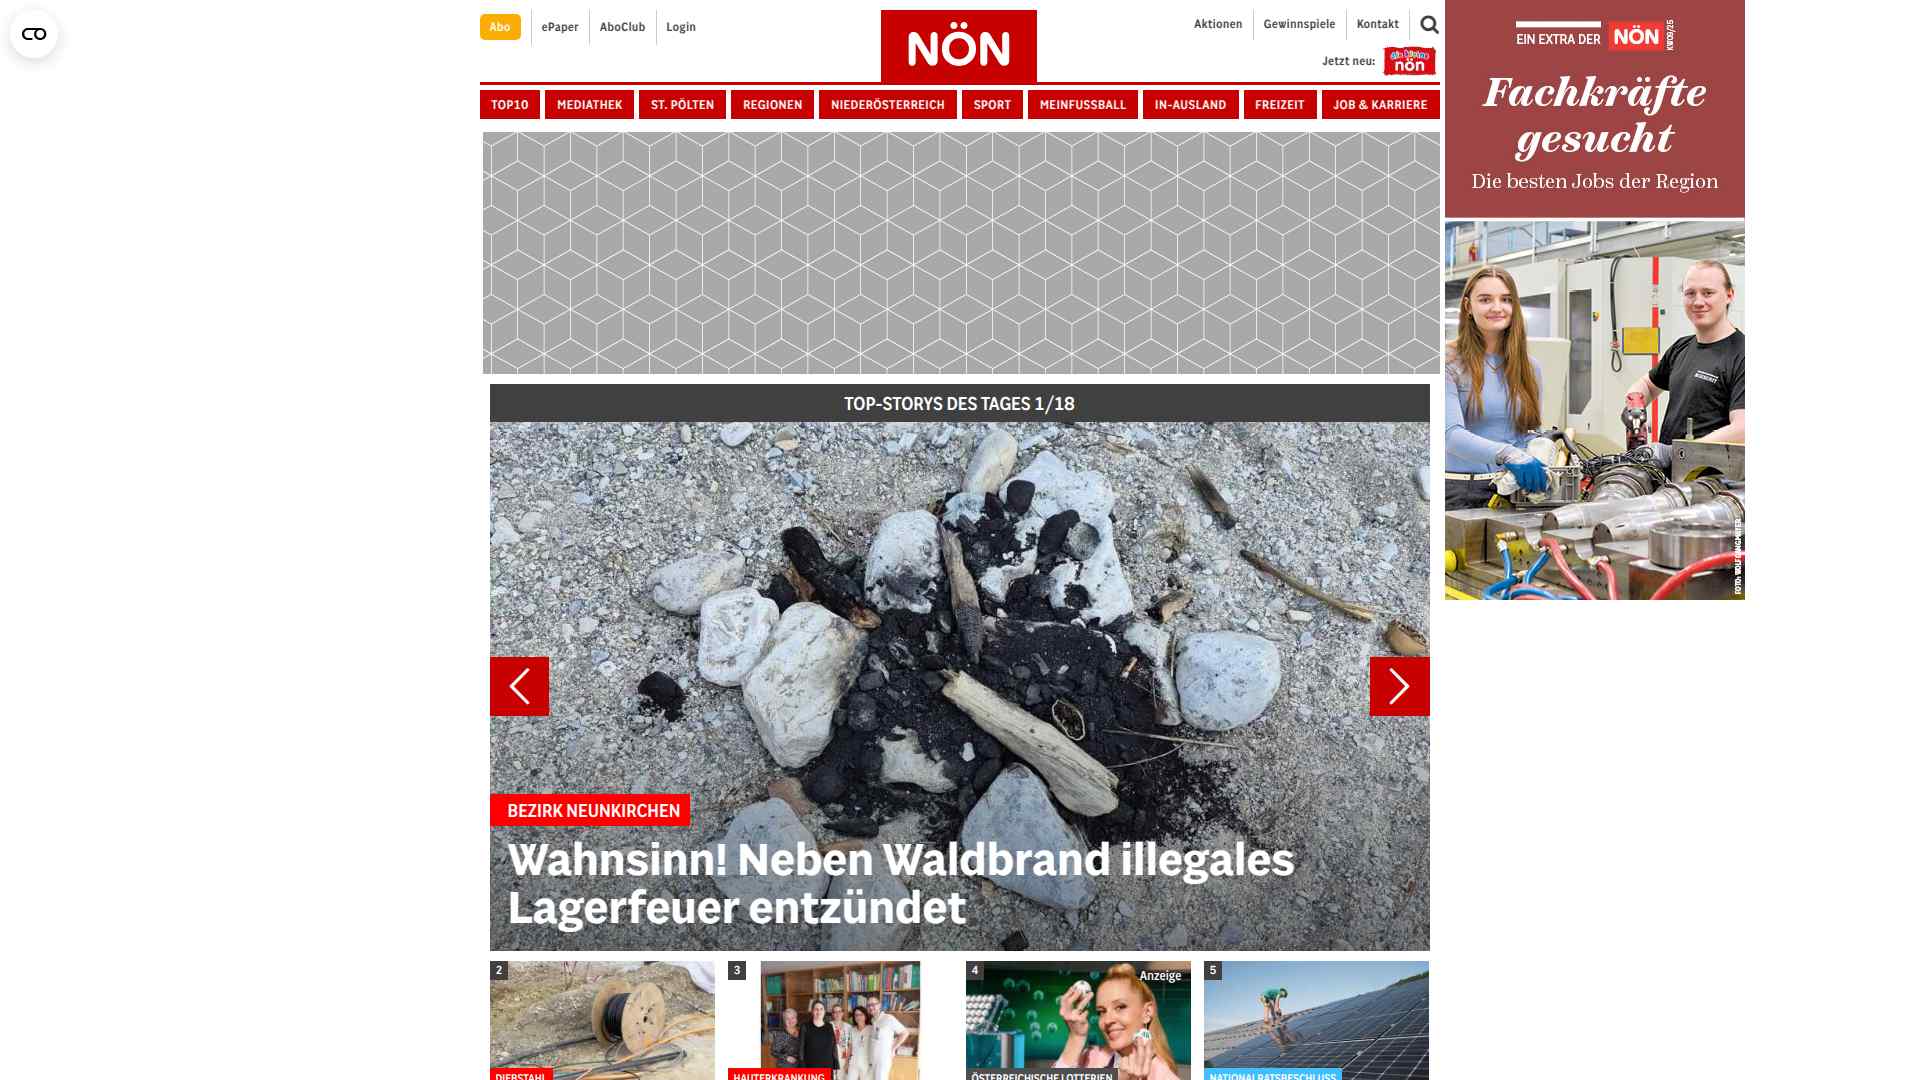 Abo
ePaper
AboClub
Login
NÖN
Aktionen
Gewinnspiele
Kontakt
Jetzt neu:
die kleine
nön
TOP10
MEDIATHEK
ST. PÖLTEN
REGIONEN
NIEDERÖSTERREICH
SPORT
MEINFUSSBALL
IN-AUSLAND
FREIZEIT
JOB & KARRIERE
EIN EXTRA DER NÖN KW09/25
Fachkräfte
gesucht
Die besten Jobs der Region
TOP-STORYS DES TAGES 1/18
BEZIRK NEUNKIRCHEN
Wahnsinn! Neben Waldbrand illegales
Lagerfeuer entzündet
2
DIEBSTAHL
3
HAUTERKRANKUNG
4
Anzeige
ÖSTERREICHISCHE LOTTERIEN
5
NATIONALRATSBESCHLUSS